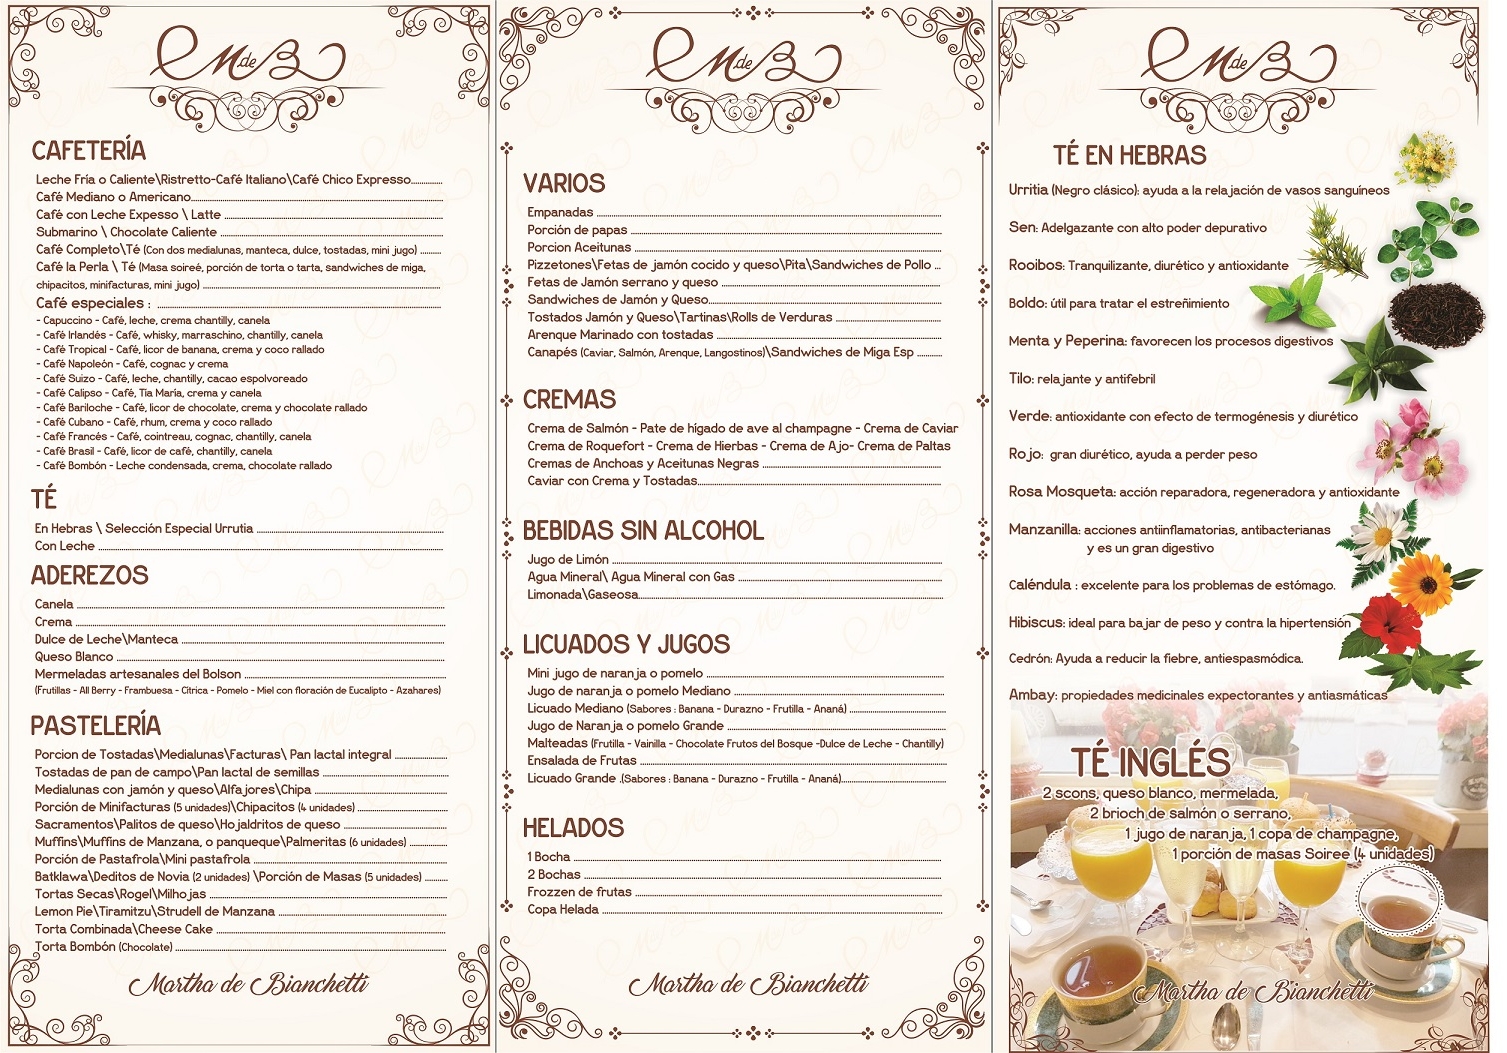 M de B
CAFETERÍA
Leche Fría o Caliente\Ristretto-Café Italiano\Café Chico Expresso
Café Mediano o Americano
Café con Leche Expesso \ Latte
Submarino \ Chocolate Caliente
Café Completo\Té (Con dos medialunas, manteca, dulce, tostadas, mini jugo)
Café la Perla \ Té (Masa soireé, porción de torta o tarta, sandwiches de miga,
chipacitos, minifacturas, mini jugo)
Café especiales :
- Capuccino - Café, leche, crema chantilly, canela
- Café Irlandés - Café, whisky, marraschino, chantilly, canela
- Café Tropical - Café, licor de banana, crema y coco rallado
- Café Napoleón - Café, cognac y crema
- Café Suizo - Café, leche, chantilly, cacao espolvoreado
- Café Calipso - Café, Tia María, crema y canela
- Café Bariloche - Café, licor de chocolate, crema y chocolate rallado
- Café Cubano - Café, rhum, crema y coco rallado
- Café Francés - Café, cointreau, cognac, chantilly, canela
- Café Brasil - Café, licor de café, chantilly, canela
- Café Bombón - Leche condensada, crema, chocolate rallado
TÉ
En Hebras \ Selección Especial Urrutia
Con Leche
ADEREZOS
Canela
Crema
Dulce de Leche\Manteca
Queso Blanco
Mermeladas artesanales del Bolson
(Frutillas - All Berry - Frambuesa - Cítrica - Pomelo - Miel con floración de Eucalipto - Azahares)
PASTELERÍA
Porcion de Tostadas\Medialunas\Facturas\ Pan lactal integral
Tostadas de pan de campo\Pan lactal de semillas
Medialunas con jamón y queso\Alfajores\Chipa
Porción de Minifacturas (5 unidades)\Chipacitos (4 unidades)
Sacramentos\Palitos de queso\Hojaldritos de queso
Muffins\Muffins de Manzana, o panqueque\Palmeritas (6 unidades)
Porción de Pastafrola\Mini pastafrola
Batklawa\Deditos de Novia (2 unidades) \Porción de Masas (5 unidades)
Tortas Secas\Rogel\Milhojas
Lemon Pie\Tiramitzu\Strudell de Manzana
Torta Combinada\Cheese Cake
Torta Bombón (Chocolate)
Martha de Bianchetti
M de B
VARIOS
Empanadas
Porción de papas
Porcion Aceitunas
Pizzetones\Fetas de jamón cocido y queso\Pita\Sandwiches de Pollo
Fetas de Jamón serrano y queso
Sandwiches de Jamón y Queso
Tostados Jamón y Queso\Tartinas\Rolls de Verduras
Arenque Marinado con tostadas
Canapés (Caviar, Salmón, Arenque, Langostinos)\Sandwiches de Miga Esp
CREMAS
Crema de Salmón - Pate de hígado de ave al champagne - Crema de Caviar
Crema de Roquefort - Crema de Hierbas - Crema de Ajo- Crema de Paltas
Cremas de Anchoas y Aceitunas Negras
Caviar con Crema y Tostadas
BEBIDAS SIN ALCOHOL
Jugo de Limón
Agua Mineral\ Agua Mineral con Gas
Limonada\Gaseosa
LICUADOS Y JUGOS
Mini jugo de naranja o pomelo
Jugo de naranja o pomelo Mediano
Licuado Mediano (Sabores : Banana - Durazno - Frutilla - Ananá)
Jugo de Naranja o pomelo Grande
Malteadas (Frutilla - Vainilla - Chocolate Frutos del Bosque -Dulce de Leche - Chantilly)
Ensalada de Frutas
Licuado Grande .(Sabores : Banana - Durazno - Frutilla - Ananá)
HELADOS
1 Bocha
2 Bochas
Frozzen de frutas
Copa Helada
Martha de Bianchetti
M de B
TÉ EN HEBRAS
Urritia (Negro clásico): ayuda a la relajación de vasos sanguíneos
Sen: Adelgazante con alto poder depurativo
Rooibos: Tranquilizante, diurético y antioxidante
Boldo: útil para tratar el estreñimiento
Menta y Peperina: favorecen los procesos digestivos
Tilo: relajante y antifebril
Verde: antioxidante con efecto de termogénesis y diurético
Rojo: gran diurético, ayuda a perder peso
Rosa Mosqueta: acción reparadora, regeneradora y antioxidante
Manzanilla: acciones antiinflamatorias, antibacterianas
y es un gran digestivo
Caléndula : excelente para los problemas de estómago.
Hibiscus: ideal para bajar de peso y contra la hipertensión
Cedrón: Ayuda a reducir la fiebre, antiespasmódica.
Ambay: propiedades medicinales expectorantes y antiasmáticas
TÉ INGLÉS
2 scons, queso blanco, mermelada,
2 brioch de salmón o serrano,
1 jugo de naranja, 1 copa de champagne,
1 porción de masas Soiree (4 unidades)
Martha de Bianchetti